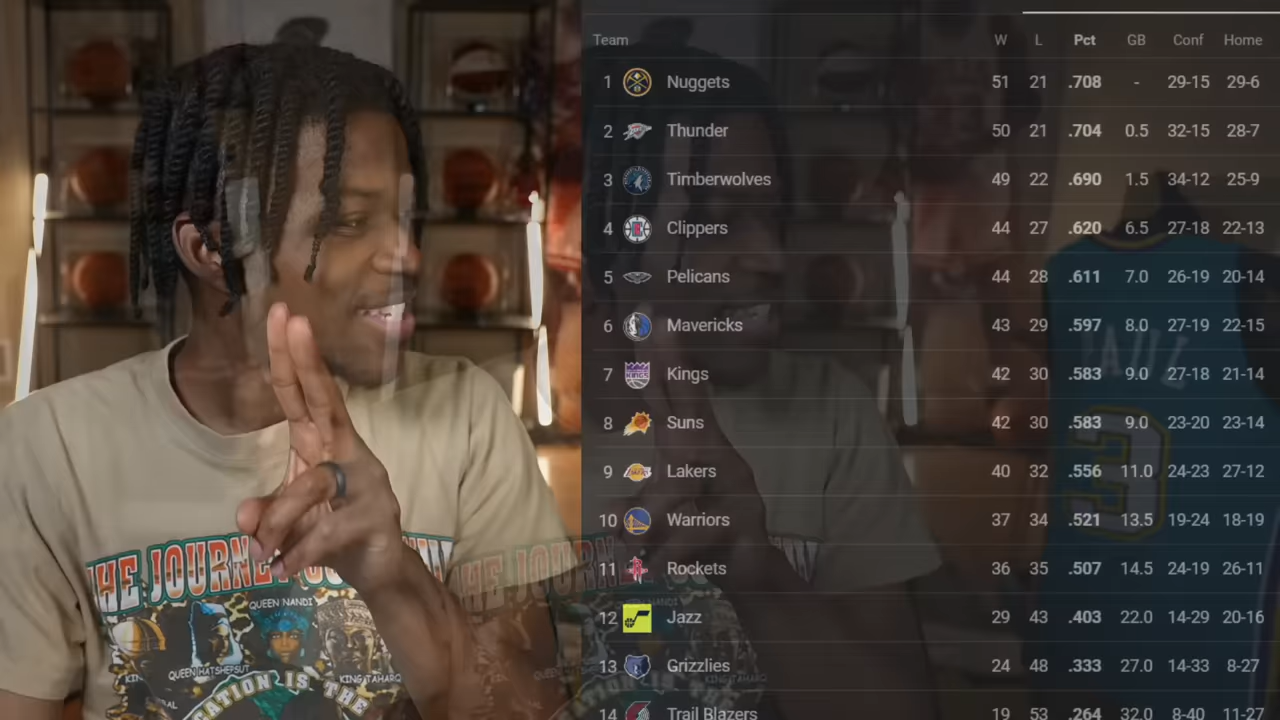 Team W L Pct GB Conf Home
1 Nuggets 51 21 .708 - 29-15 29-6
2 Thunder 50 21 .704 0.5 32-15 28-7
3 Timberwolves 49 22 .690 1.5 34-12 25-9
4 Clippers 44 27 .620 6.5 27-18 22-13
5 Pelicans 44 28 .611 7.0 26-19 20-14
6 Mavericks 43 29 .597 8.0 27-19 22-15
7 Kings 42 30 .583 9.0 27-18 21-14
8 Suns 42 30 .583 9.0 23-20 23-14
9 Lakers 40 32 .556 11.0 24-23 27-12
10 Warriors 37 34 .521 13.5 19-24 18-19
11 Rockets 36 35 .507 14.5 24-19 26-11
12 Jazz 29 43 .403 22.0 14-29 20-16
13 Grizzlies 24 48 .333 27.0 14-33 8-27
14 Trail Blazers 19 53 .264 32.0 8-40 11-27
PAUL
3
THE JOURNEY
QUEEN NANDI
QUEEN HATSHEPSUT
KING TAHARQ
IS THE